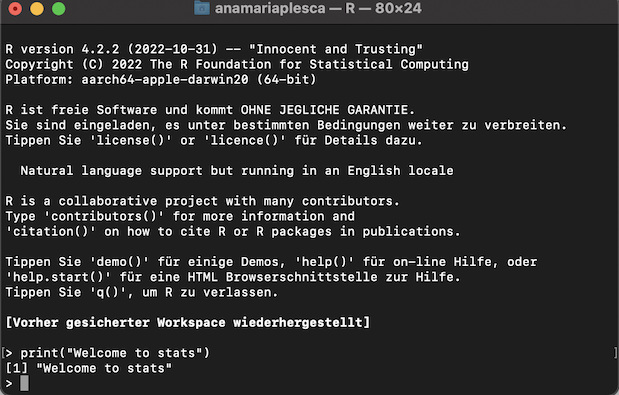 anamariaplesca — R — 80×24
R version 4.2.2 (2022-10-31) -- "Innocent and Trusting"
Copyright (C) 2022 The R Foundation for Statistical Computing
Platform: aarch64-apple-darwin20 (64-bit)
R ist freie Software und kommt OHNE JEGLICHE GARANTIE.
Sie sind eingeladen, es unter bestimmten Bedingungen weiter zu verbreiten.
Tippen Sie 'license()' or 'licence()' für Details dazu.
Natural language support but running in an English locale
R is a collaborative project with many contributors.
Type 'contributors()' for more information and
'citation()' on how to cite R or R packages in publications.
Tippen Sie 'demo()' für einige Demos, 'help()' für on-line Hilfe, oder
'help.start()' für eine HTML Browserschnittstelle zur Hilfe.
Tippen Sie 'q()', um R zu verlassen.
[Vorher gesicherter Workspace wiederhergestellt]
[> print("Welcome to stats") ]
[1] "Welcome to stats"
>